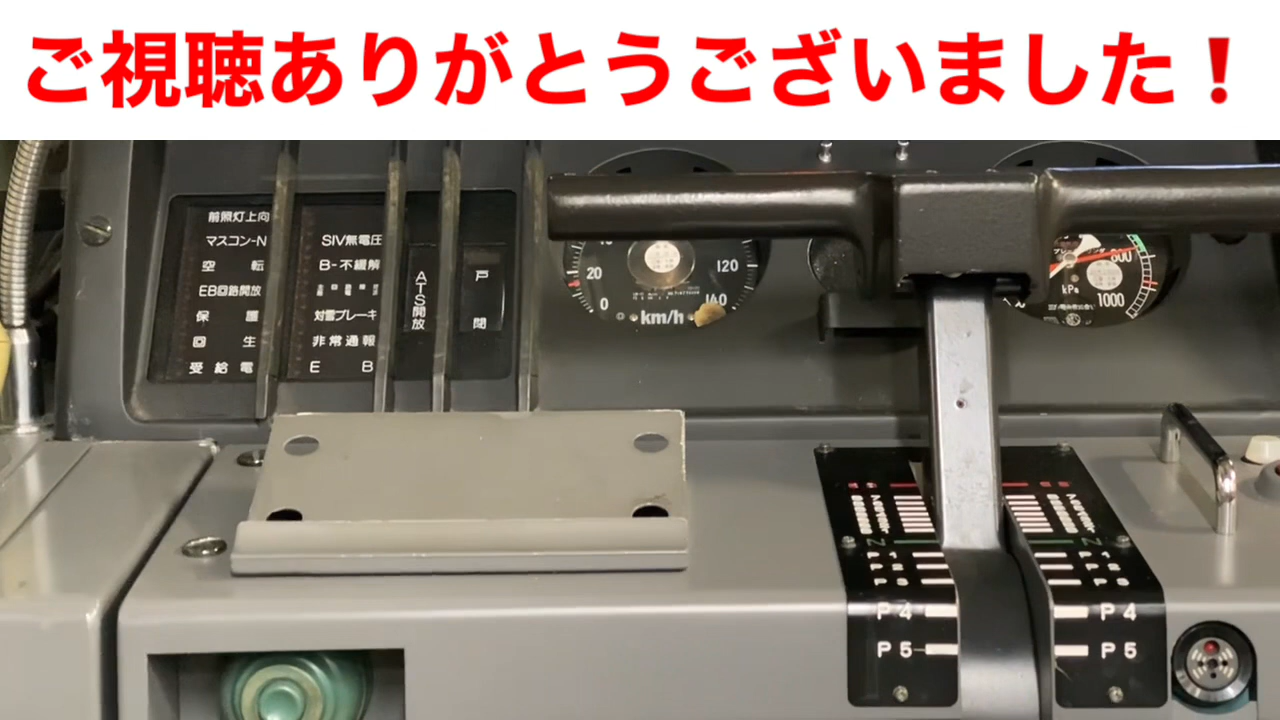 ご視聴ありがとうございました!
前照灯上向
マスコン-N
空転
EB回路開放
保護
回生
受給電
SIV無電圧
B-不緩解
対雪ブレーキ
非常通報
EB
ATS開放
戸閉
20
0
km/h
120
160
kPa
1000
N
N
P4
P5
P4
P5